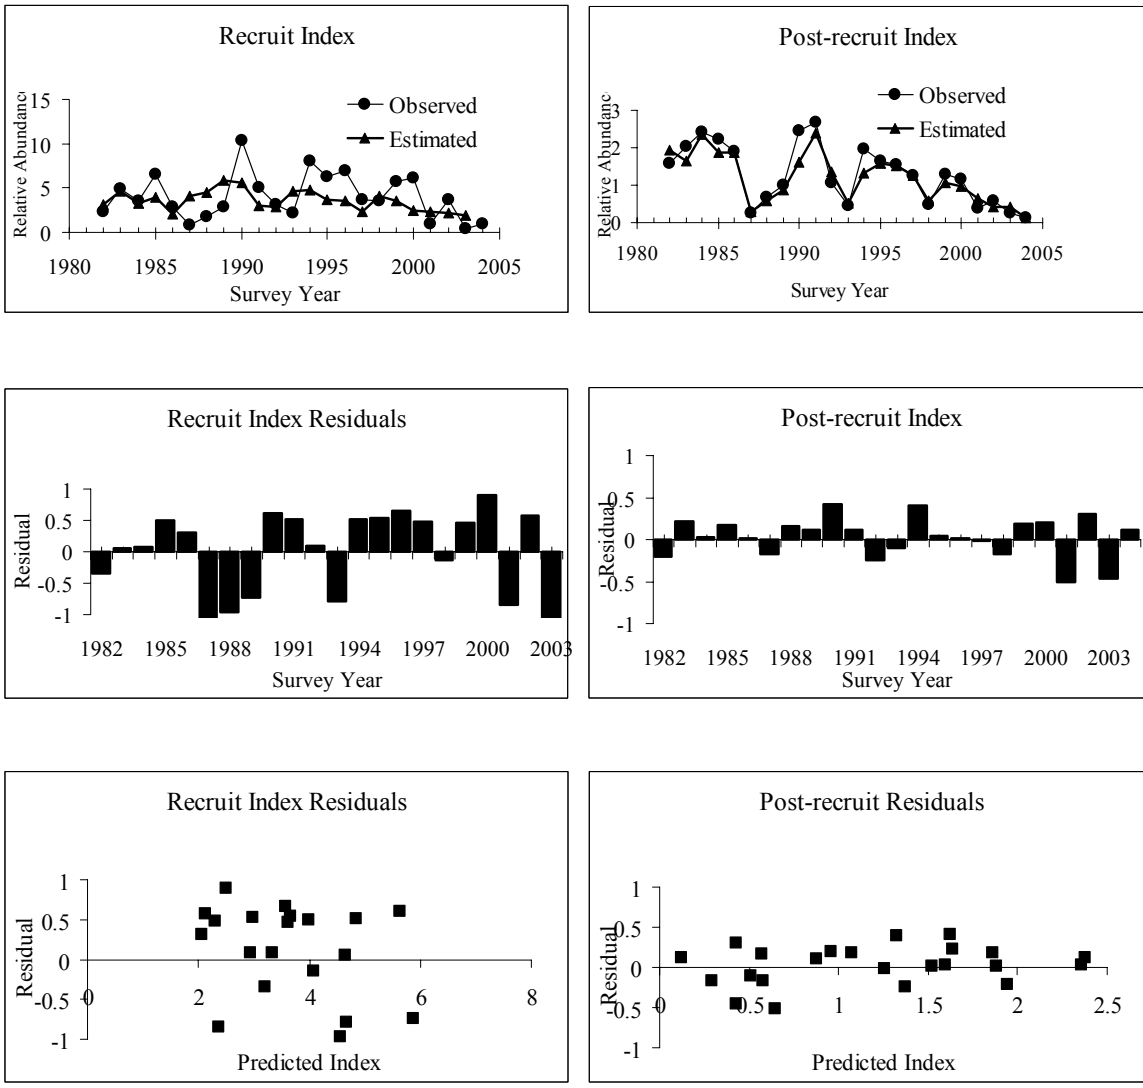 Recruit Index
Relative Abundance
15
10
5
0
Observed
Estimated
1980 1985 1990 1995 2000 2005
Survey Year
Post-recruit Index
Relative Abundance
3
2
1
0
Observed
Estimated
1980 1985 1990 1995 2000 2005
Survey Year
Recruit Index Residuals
Residual
1
0.5
0
-0.5
-1
1982 1985 1988 1991 1994 1997 2000 2003
Survey Year
Post-recruit Index
Residual
1
0.5
0
-0.5
-1
1982 1985 1988 1991 1994 1997 2000 2003
Survey Year
Recruit Index Residuals
Residual
1
0.5
0
-0.5
-1
0 2 4 6 8
Predicted Index
Post-recruit Residuals
Residual
1
0.5
0
-0.5
-1
0 0.5 1 1.5 2 2.5
Predicted Index